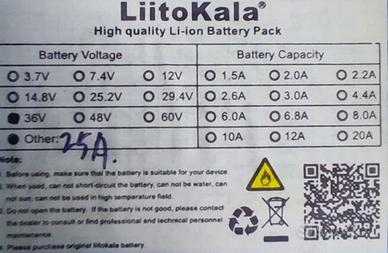 LiitoKala®
High quality Li-ion Battery Pack
Battery Voltage Battery Capacity
3.7V 7.4V 12V 1.5A 2.0A 2.2A
14.8V 25.2V 29.4V 2.6A 3.0A 4.4A
36V 48V 60V 6.0A 6.8A 8.0A
Other: 25A. 10A 12A 20A
Note:
1. Before using, make sure that the battery is suitable for your device
2. When used, can not short-circuit the battery, can not be water, can
not sun, can not be used in high temperature field.
3. Do not open the battery. If the battery is not good, please contact
the dealer to consult or find professional and technical personnel
maintenance.
4. Please purchase original liitokala battery